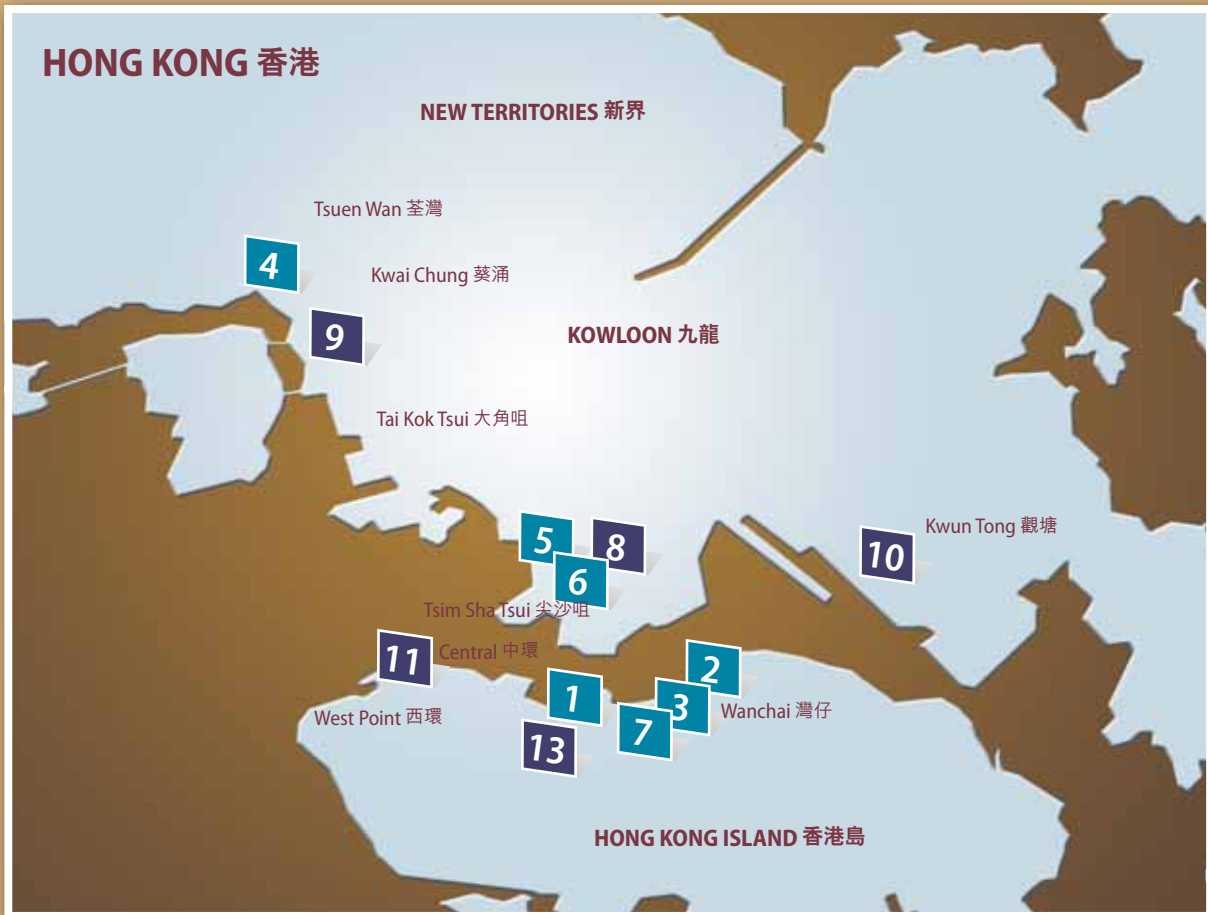 HONG KONG 香港
NEW TERRITORIES 新界
Tsuen Wan 荃灣
4
Kwai Chung 葵涌
9
KOWLOON 九龍
Tai Kok Tsui 大角咀
5
8
6
10
Kwun Tong 觀塘
Tsim Sha Tsui 尖沙咀
11
Central 中環
2
1
3
Wanchai 灣仔
West Point 西環
7
13
HONG KONG ISLAND 香港島